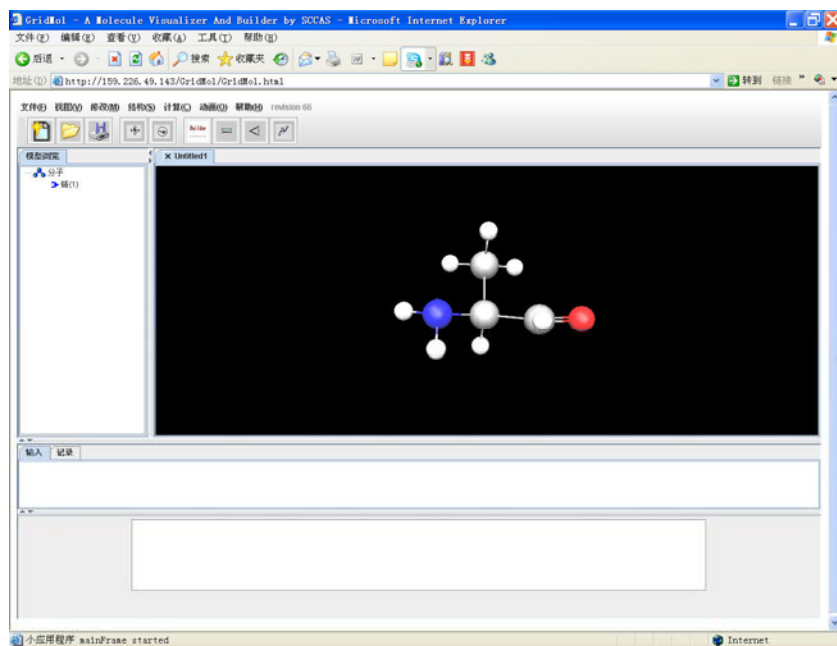 GridMol - A Molecule Visualizer And Builder by SCCAS - Microsoft Internet Explorer
文件(F) 编辑(E) 查看(V) 收藏(A) 工具(T) 帮助(H)
后退 搜索 收藏夹
地址(D) http://159.226.49.143/GridMol/GridMol.html 转到 链接 »
文件(F) 视图(V) 修改(M) 结构(S) 计算(C) 动画(Q) 帮助(H) revision 66
Builder
模型浏览 × Untitled1
分子
链(1)
输入 记录
小应用程序 mainFrame started Internet